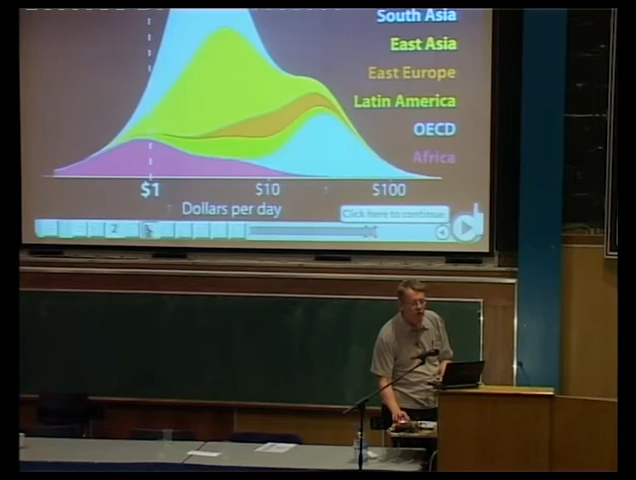 South Asia
East Asia
East Europe
Latin America
OECD
Africa
$1 $10 $100
Dollars per day
Click here to continue
2